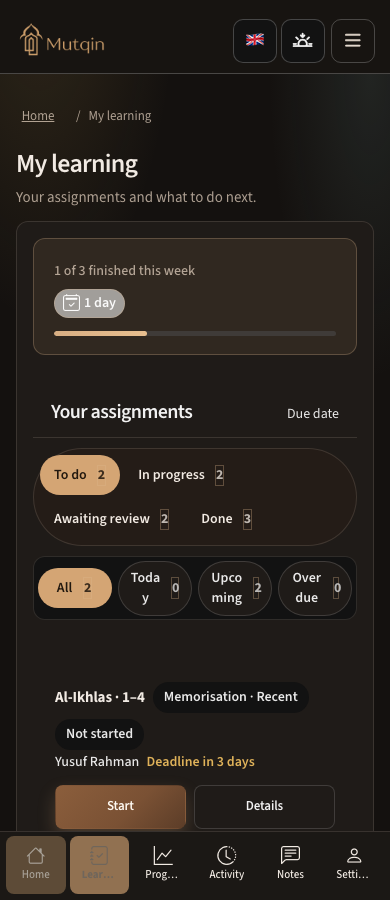 Mutqin
Home / My learning
My learning
Your assignments and what to do next.
1 of 3 finished this week
1 day
Your assignments
Due date
To do 2 In progress 2
Awaiting review 2 Done 3
All 2 Toda
y 0 Upco
ming 2 Over
due 0
Al-Ikhlas · 1–4 Memorisation · Recent
Not started
Yusuf Rahman Deadline in 3 days
Start Details
Home Lear… Prog… Activity Notes Setti…